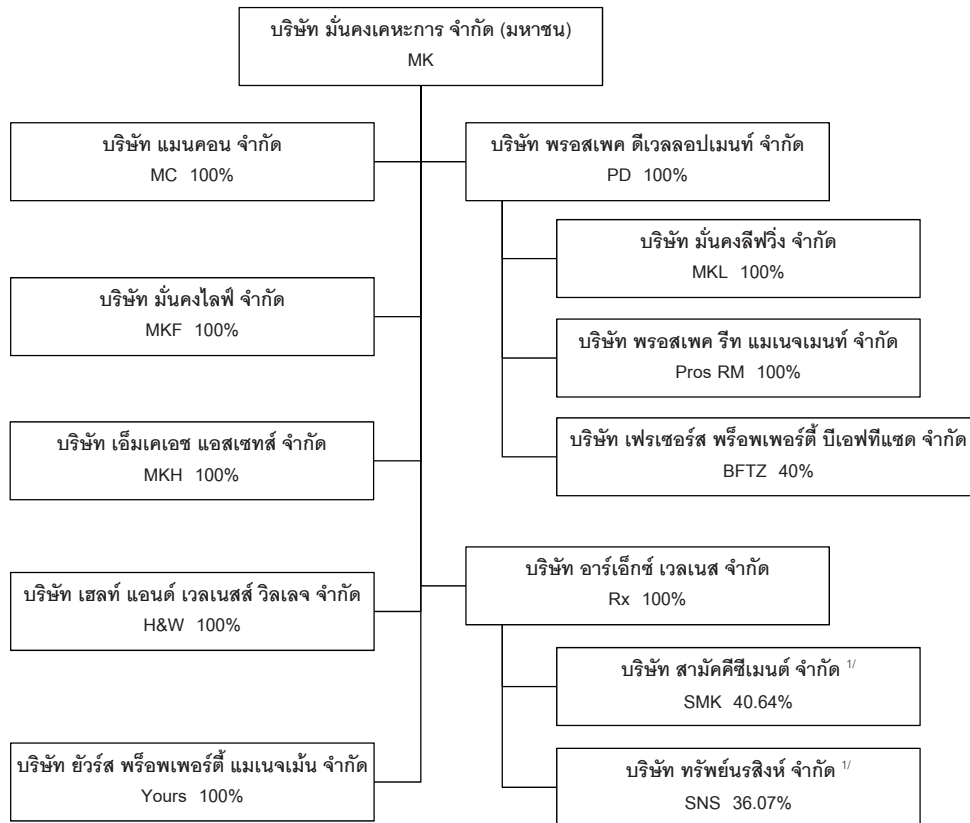 บริษัท มั่นคงเคหะการ จำกัด (มหาชน)
MK
บริษัท แมนคอน จำกัด
MC 100%
บริษัท พรอสเพค ดีเวลลอปเมนท์ จำกัด
PD 100%
บริษัท มั่นคงลีฟวิ่ง จำกัด
MKL 100%
บริษัท มั่นคงไลฟ์ จำกัด
MKF 100%
บริษัท พรอสเพค รีท แมเนจเมนท์ จำกัด
Pros RM 100%
บริษัท เอ็มเคเอช แอสเซทส์ จำกัด
MKH 100%
บริษัท เฟรเซอร์ส พร็อพเพอร์ตี้ บีเอฟทีแซด จำกัด
BFTZ 40%
บริษัท เฮลท์ แอนด์ เวลเนสส์ วิลเลจ จำกัด
H&W 100%
บริษัท อาร์เอ็กซ์ เวลเนส จำกัด
Rx 100%
บริษัท สามัคคีซีเมนต์ จำกัด 1/
SMK 40.64%
บริษัท ยัวร์ส พร็อพเพอร์ตี้ แมเนจเม้น จำกัด
Yours 100%
บริษัท ทรัพย์นรสิงห์ จำกัด 1/
SNS 36.07%